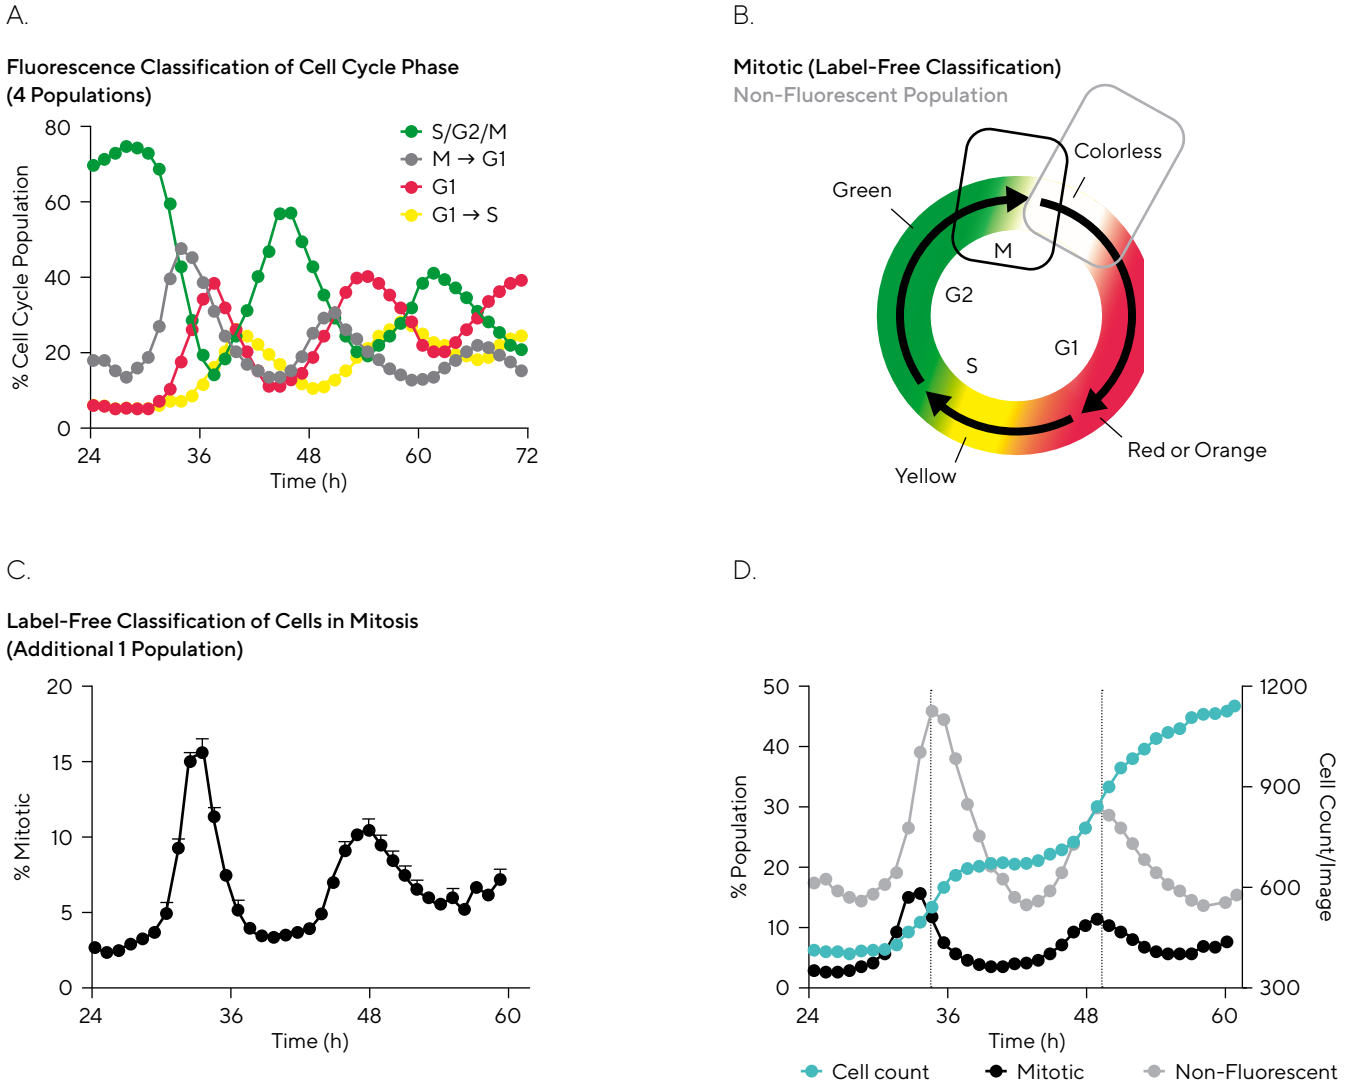 A.
Fluorescence Classification of Cell Cycle Phase
(4 Populations)
% Cell Cycle Population
80
60
40
20
0
24
36
48
60
72
Time (h)
S/G2/M
M → G1
G1
G1 → S
B.
Mitotic (Label-Free Classification)
Non-Fluorescent Population
Colorless
Green
M
G2
G1
S
Red or Orange
Yellow
C.
Label-Free Classification of Cells in Mitosis
(Additional 1 Population)
% Mitotic
20
15
10
5
0
24
36
48
60
Time (h)
D.
% Population
50
40
30
20
10
0
1200
900
600
300
Cell Count/Image
24
36
48
60
Time (h)
Cell count
Mitotic
Non-Fluorescent